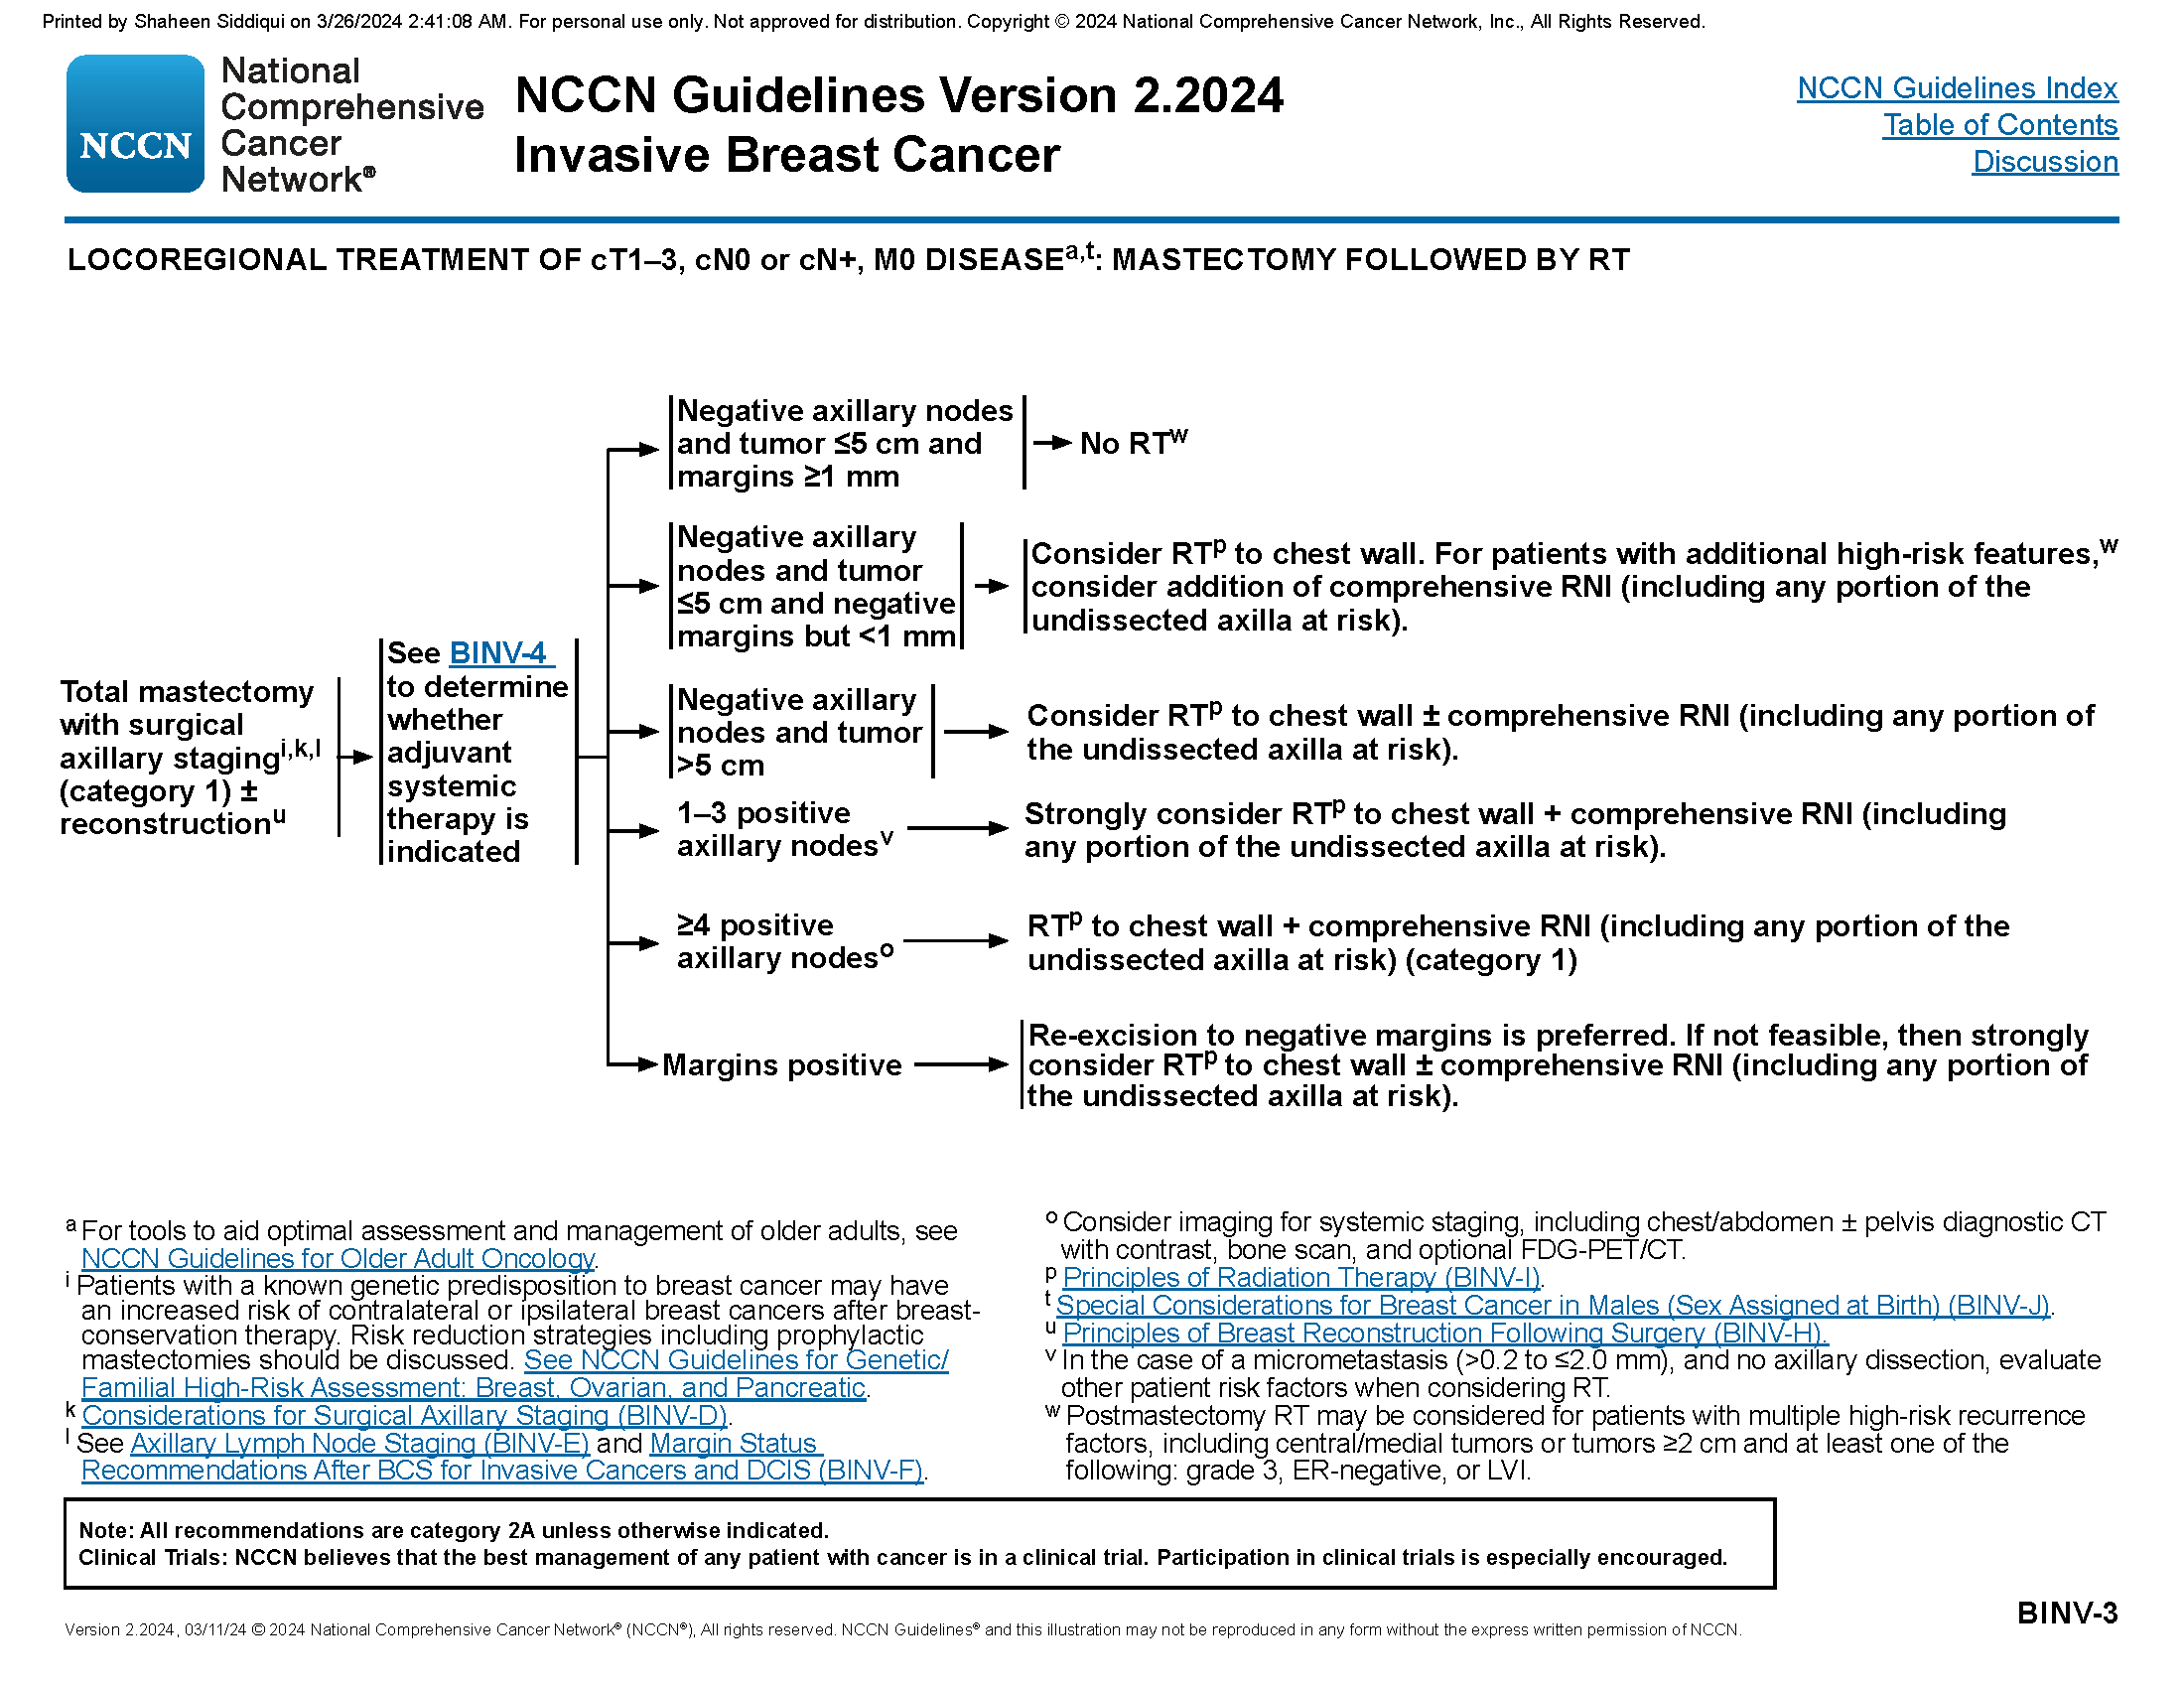 Printed by Shaheen Siddiqui on 3/26/2024 2:41:08 AM. For personal use only. Not approved for distribution. Copyright © 2024 National Comprehensive Cancer Network, Inc., All Rights Reserved.
NCCN
National
Comprehensive
Cancer
Network®
NCCN Guidelines Version 2.2024
Invasive Breast Cancer
NCCN Guidelines Index
Table of Contents
Discussion
LOCOREGIONAL TREATMENT OF cT1–3, cN0 or cN+, M0 DISEASEa,t: MASTECTOMY FOLLOWED BY RT
Total mastectomy
with surgical
axillary stagingi,k,l
(category 1) ±
reconstructionu
See BINV-4
to determine
whether
adjuvant
systemic
therapy is
indicated
Negative axillary nodes
and tumor ≤5 cm and
margins ≥1 mm
No RTw
Negative axillary
nodes and tumor
≤5 cm and negative
margins but <1 mm
Consider RTp to chest wall. For patients with additional high-risk features,w
consider addition of comprehensive RNI (including any portion of the
undissected axilla at risk).
Negative axillary
nodes and tumor
>5 cm
Consider RTp to chest wall ± comprehensive RNI (including any portion of
the undissected axilla at risk).
1–3 positive
axillary nodesv
Strongly consider RTp to chest wall + comprehensive RNI (including
any portion of the undissected axilla at risk).
≥4 positive
axillary nodeso
RTp to chest wall + comprehensive RNI (including any portion of the
undissected axilla at risk) (category 1)
Margins positive
Re-excision to negative margins is preferred. If not feasible, then strongly
consider RTp to chest wall ± comprehensive RNI (including any portion of
the undissected axilla at risk).
a For tools to aid optimal assessment and management of older adults, see
NCCN Guidelines for Older Adult Oncology.
i Patients with a known genetic predisposition to breast cancer may have
an increased risk of contralateral or ipsilateral breast cancers after breast-
conservation therapy. Risk reduction strategies including prophylactic
mastectomies should be discussed. See NCCN Guidelines for Genetic/
Familial High-Risk Assessment: Breast, Ovarian, and Pancreatic.
k Considerations for Surgical Axillary Staging (BINV-D).
l See Axillary Lymph Node Staging (BINV-E) and Margin Status
Recommendations After BCS for Invasive Cancers and DCIS (BINV-F).
o Consider imaging for systemic staging, including chest/abdomen ± pelvis diagnostic CT
with contrast, bone scan, and optional FDG-PET/CT.
p Principles of Radiation Therapy (BINV-I).
t Special Considerations for Breast Cancer in Males (Sex Assigned at Birth) (BINV-J).
u Principles of Breast Reconstruction Following Surgery (BINV-H).
v In the case of a micrometastasis (>0.2 to ≤2.0 mm), and no axillary dissection, evaluate
other patient risk factors when considering RT.
w Postmastectomy RT may be considered for patients with multiple high-risk recurrence
factors, including central/medial tumors or tumors ≥2 cm and at least one of the
following: grade 3, ER-negative, or LVI.
Note: All recommendations are category 2A unless otherwise indicated.
Clinical Trials: NCCN believes that the best management of any patient with cancer is in a clinical trial. Participation in clinical trials is especially encouraged.
BINV-3
Version 2.2024, 03/11/24 © 2024 National Comprehensive Cancer Network® (NCCN®), All rights reserved. NCCN Guidelines® and this illustration may not be reproduced in any form without the express written permission of NCCN.